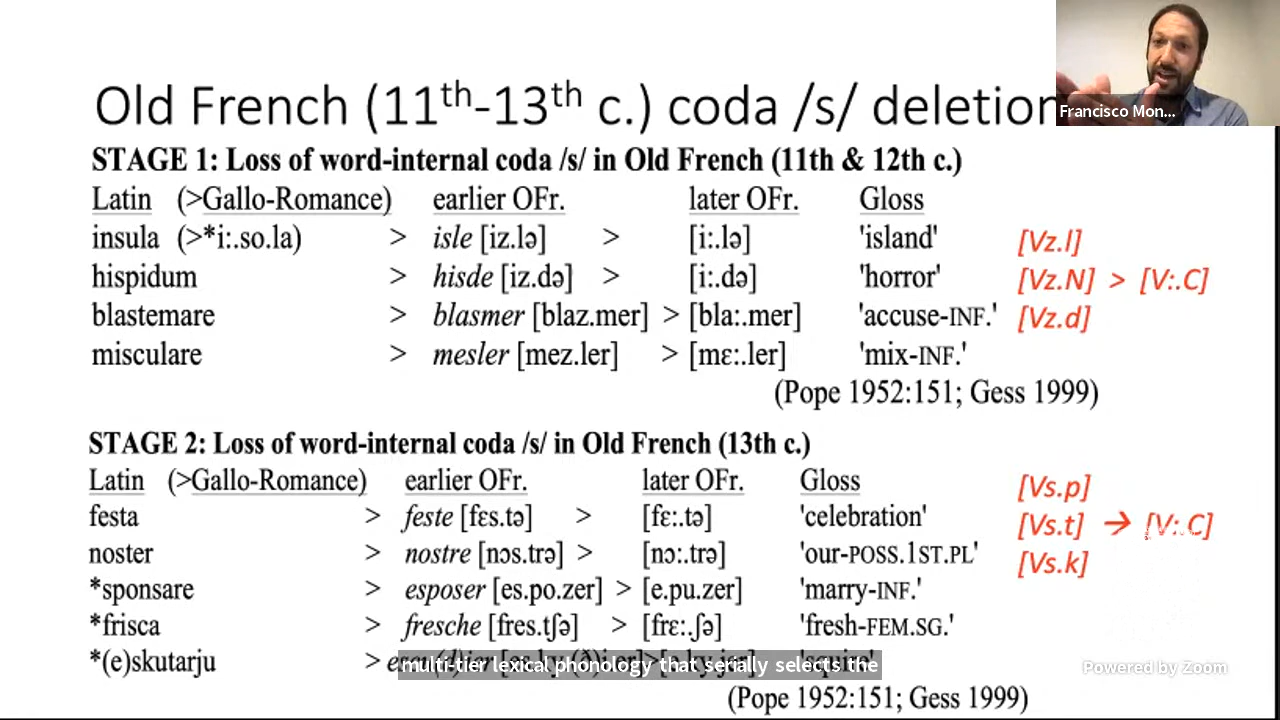 Old French (11th-13th c.) coda /s/ deletion
Francisco Mon...
STAGE 1: Loss of word-internal coda /s/ in Old French (11th & 12th c.)
Latin (>Gallo-Romance) earlier OFr. later OFr. Gloss
insula (>*i:.so.la) > isle [iz.lə] > [i:.lə] 'island' [Vz.l]
hispidum > hisde [iz.də] > [i:.də] 'horror' [Vz.N] > [V:.C]
blastemare > blasmer [blaz.mer] > [bla:.mer] 'accuse-INF.' [Vz.d]
misculare > mesler [mez.ler] > [mɛ:.ler] 'mix-INF.'
(Pope 1952:151; Gess 1999)
STAGE 2: Loss of word-internal coda /s/ in Old French (13th c.)
Latin (>Gallo-Romance) earlier OFr. later OFr. Gloss
festa > feste [fɛs.tə] > [fɛ:.tə] 'celebration' [Vs.p]
noster > nostre [nɔs.trə] > [nɔ:.trə] 'our-POSS.1ST.PL' [Vs.t] → [V:.C]
*sponsare > esposer [es.po.zer] > [e.pu.zer] 'marry-INF.' [Vs.k]
*frisca > fresche [fres.tʃə] > [frɛ:.ʃə] 'fresh-FEM.SG.'
*(e)skutarju >
multi-tier lexical phonology that serially selects the
Powered by Zoom
(Pope 1952:151; Gess 1999)